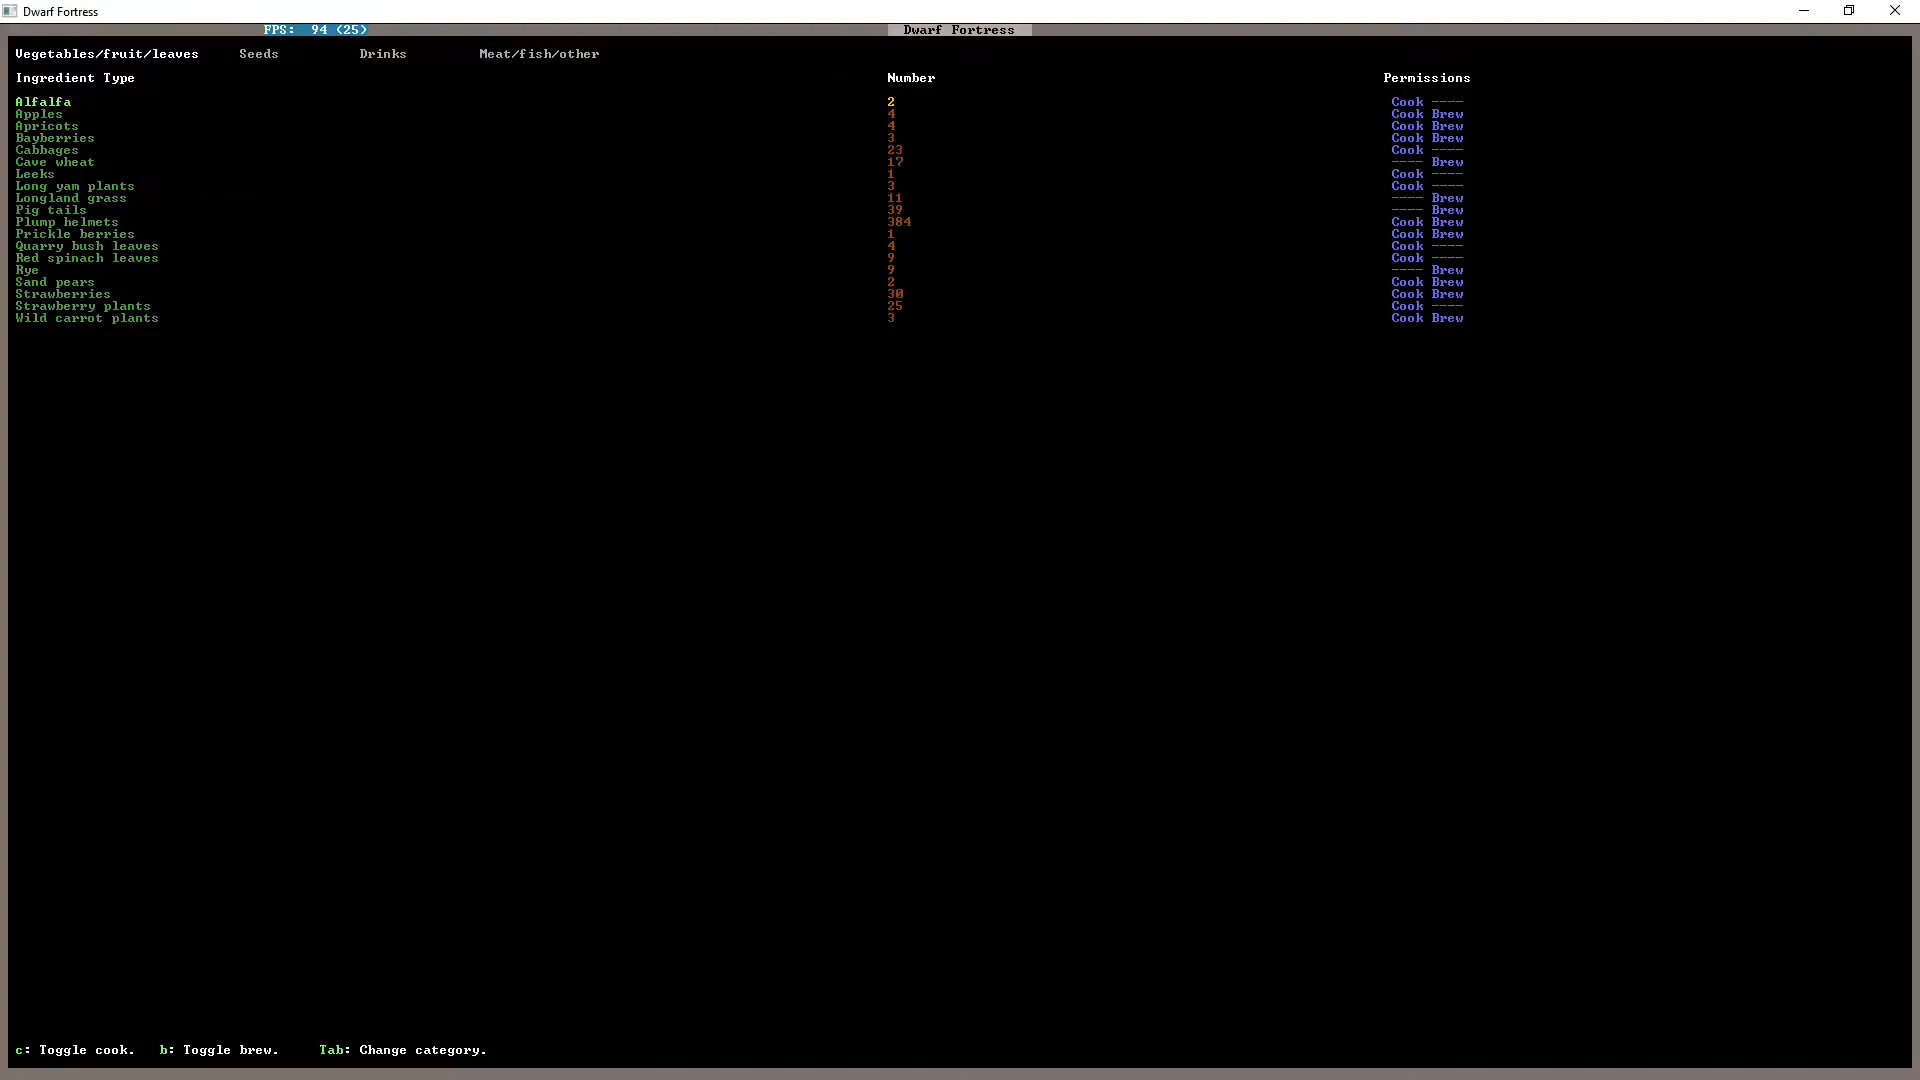 Dwarf Fortress
FPS: 94 (25) Dwarf Fortress
Vegetables/fruit/leaves Seeds Drinks Meat/fish/other
Ingredient Type Number Permissions
Alfalfa 2 Cook ----
Apples 4 Cook Brew
Apricots 4 Cook Brew
Bayberries 3 Cook Brew
Cabbages 23 Cook ----
Cave wheat 17 ---- Brew
Leeks 1 Cook ----
Long yam plants 3 Cook ----
Longland grass 11 ---- Brew
Pig tails 39 ---- Brew
Plump helmets 384 Cook Brew
Prickle berries 1 Cook Brew
Quarry bush leaves 4 Cook ----
Red spinach leaves 9 Cook ----
Rye 9 ---- Brew
Sand pears 2 Cook Brew
Strawberries 30 Cook Brew
Strawberry plants 25 Cook ----
Wild carrot plants 3 Cook Brew
c: Toggle cook. b: Toggle brew. Tab: Change category.